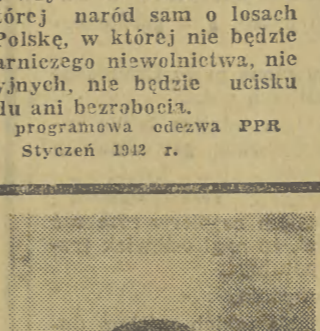 tórej naród sam o losach
Polskę, w której nie będzie
arniczego niewolnictwa, nie
yjnych, nie będzie ucisku
du ani bezrobocia.
programowa odezwa PPR
Styczeń 1942 r.